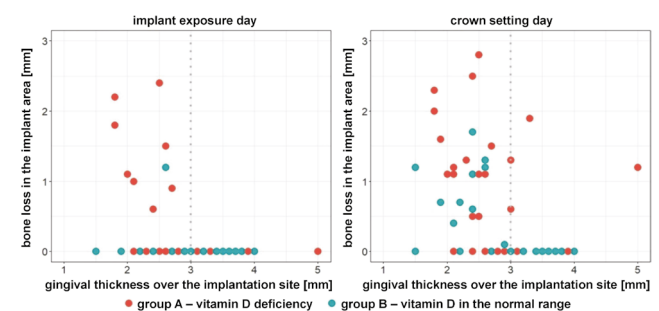 implant exposure day
crown setting day
bone loss in the implant area [mm]
3
2
1
0
1
2
3
4
5
gingival thickness over the implantation site [mm]
bone loss in the implant area [mm]
3
2
1
0
1
2
3
4
5
gingival thickness over the implantation site [mm]
group A – vitamin D deficiency
group B – vitamin D in the normal range